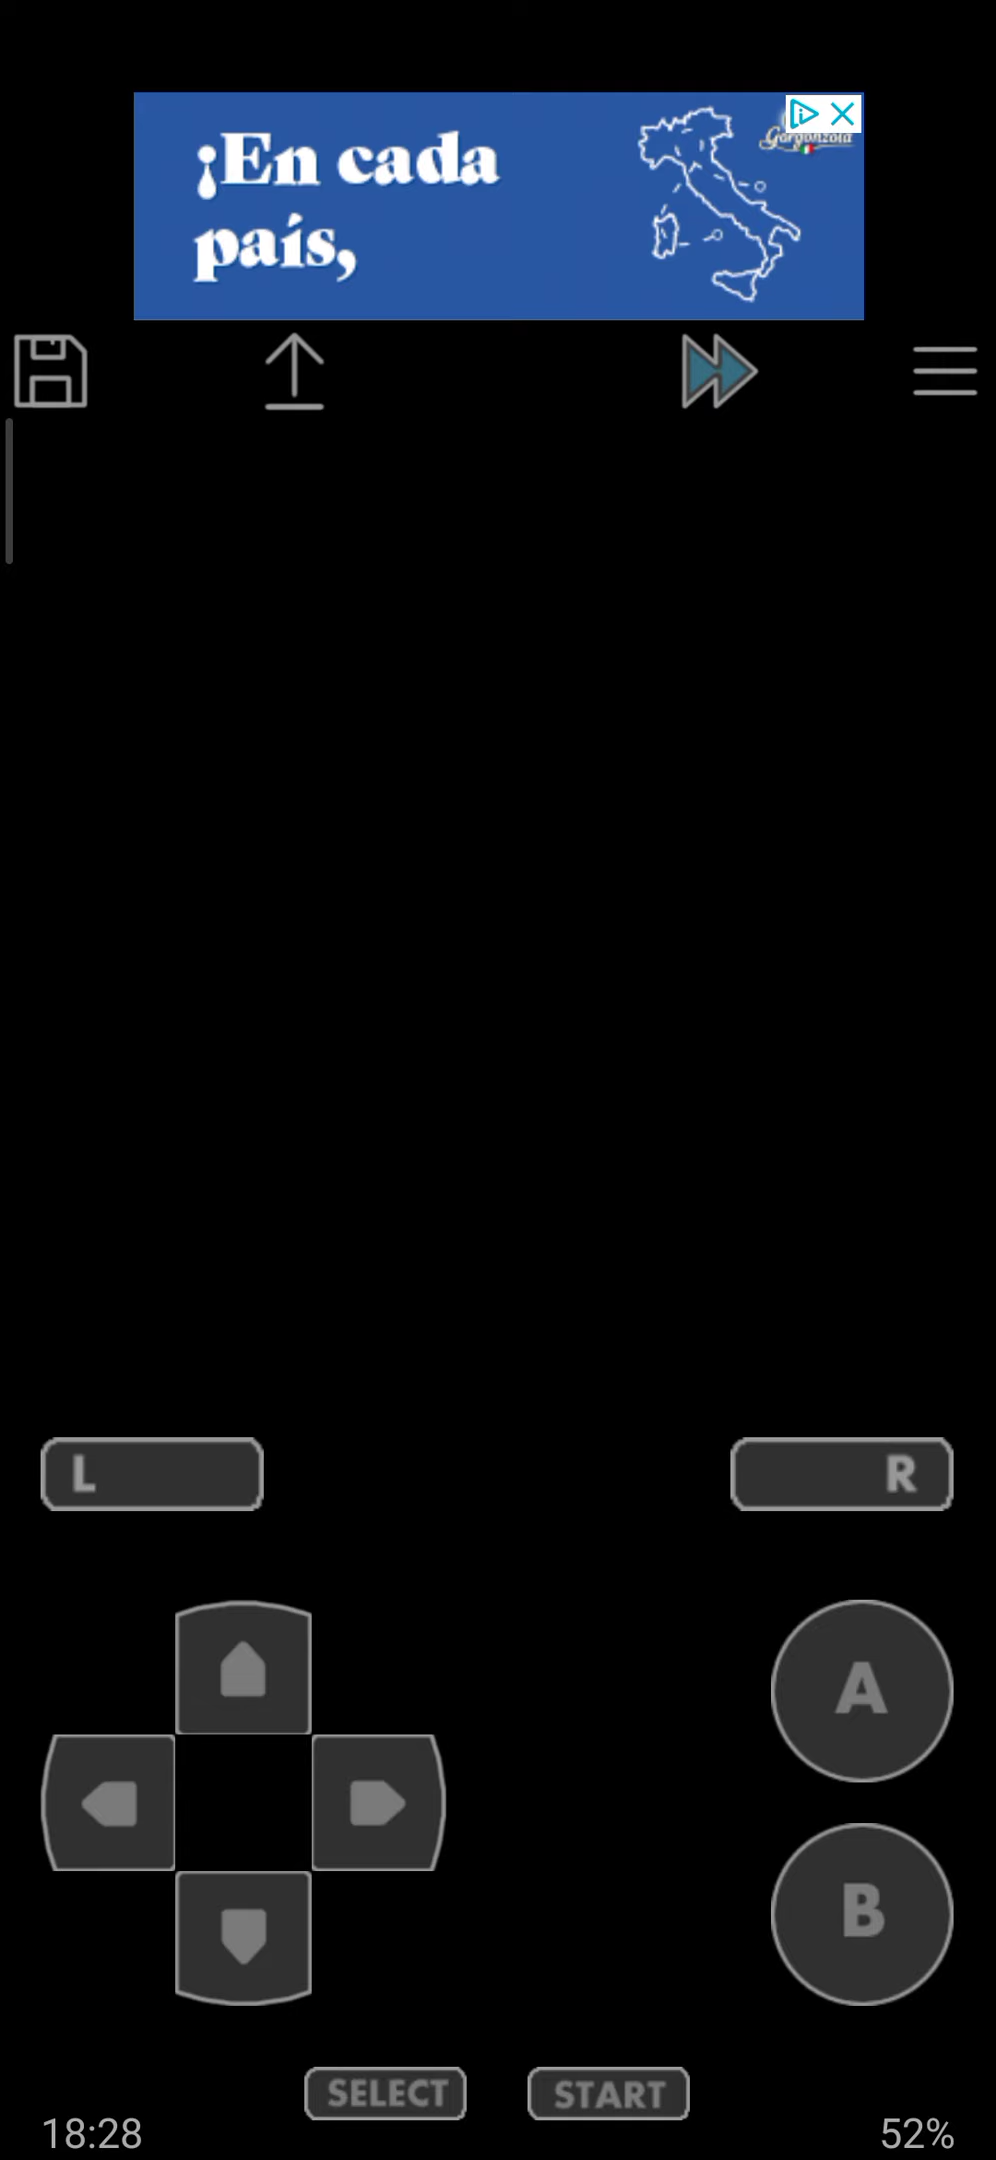 ¡En cada
país,
Gorgonzola
L
R
A
B
SELECT
START
18:28
52%